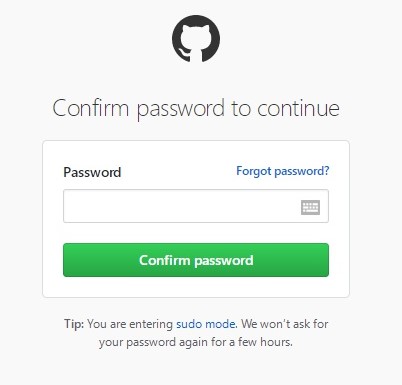 Confirm password to continue
Password
Forgot password?
Confirm password
Tip: You are entering sudo mode. We won't ask for
your password again for a few hours.